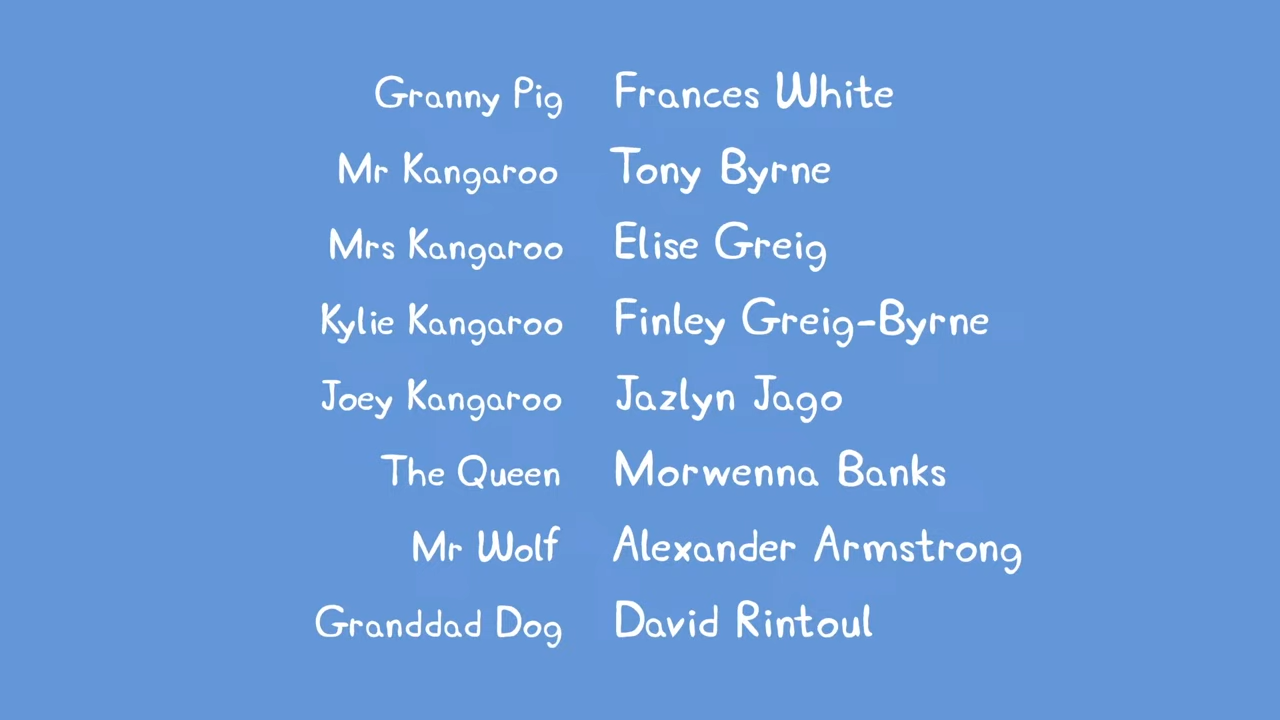 Granny Pig Frances White
Mr Kangaroo Tony Byrne
Mrs Kangaroo Elise Greig
Kylie Kangaroo Finley Greig-Byrne
Joey Kangaroo Jazlyn Jago
The Queen Morwenna Banks
Mr Wolf Alexander Armstrong
Granddad Dog David Rintoul